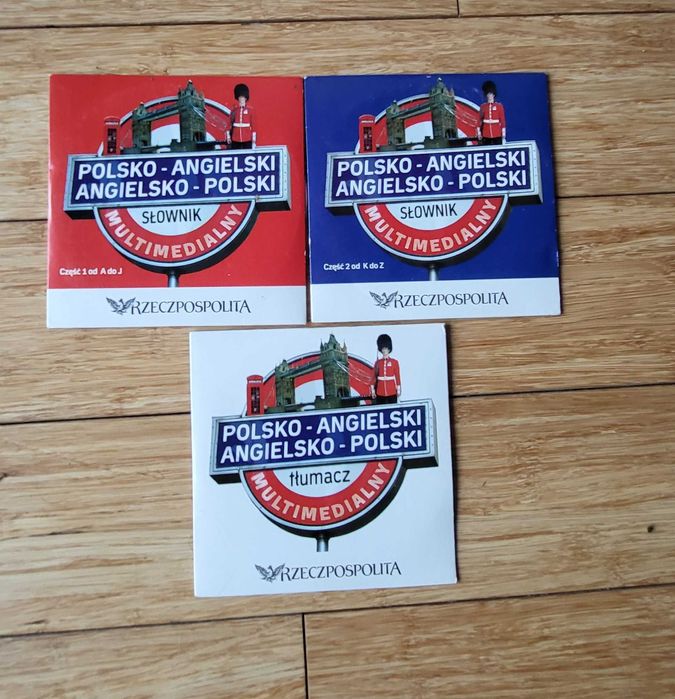 POLSKO - ANGIELSKI
ANGIELSKO - POLSKI
SŁOWNIK
MULTIMEDIALNY
Część 1 od A do J
RZECZPOSPOLITA
POLSKO - ANGIELSKI
ANGIELSKO - POLSKI
SŁOWNIK
MULTIMEDIALNY
Część 2 od K do Z
RZECZPOSPOLITA
POLSKO - ANGIELSKI
ANGIELSKO - POLSKI
tłumacz
MULTIMEDIALNY
RZECZPOSPOLITA